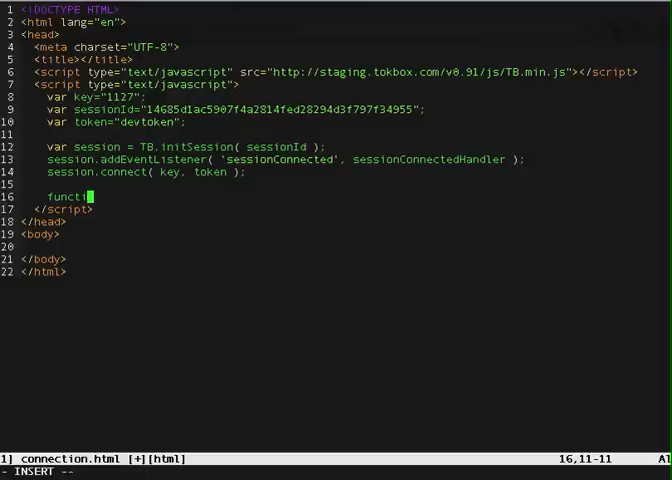 1 <!DOCTYPE HTML>
2 <html lang="en">
3 <head>
4 <meta charset="UTF-8">
5 <title></title>
6 <script type="text/javascript" src="http://staging.tokbox.com/v0.91/js/TB.min.js"></script>
7 <script type="text/javascript">
8 var key="1127";
9 var sessionId="14685d1ac5907f4a2814fed28294d3f797f34955";
10 var token="devtoken";
11
12 var session = TB.initSession( sessionId );
13 session.addEventListener( 'sessionConnected', sessionConnectedHandler );
14 session.connect( key, token );
15
16 functi
17 </script>
18 </head>
19 <body>
20
21 </body>
22 </html>
1] connection.html [+][html] 16,11-11 Al
- INSERT --